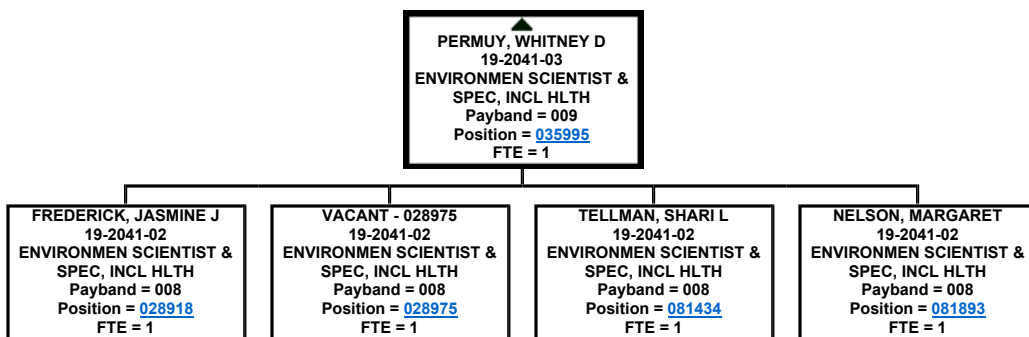 PERMUY, WHITNEY D
19-2041-03
ENVIRONMEN SCIENTIST &
SPEC, INCL HLTH
Payband = 009
Position = 035995
FTE = 1
FREDERICK, JASMINE J
19-2041-02
ENVIRONMEN SCIENTIST &
SPEC, INCL HLTH
Payband = 008
Position = 028918
FTE = 1
VACANT - 028975
19-2041-02
ENVIRONMEN SCIENTIST &
SPEC, INCL HLTH
Payband = 008
Position = 028975
FTE = 1
TELLMAN, SHARI L
19-2041-02
ENVIRONMEN SCIENTIST &
SPEC, INCL HLTH
Payband = 008
Position = 081434
FTE = 1
NELSON, MARGARET
19-2041-02
ENVIRONMEN SCIENTIST &
SPEC, INCL HLTH
Payband = 008
Position = 081893
FTE = 1